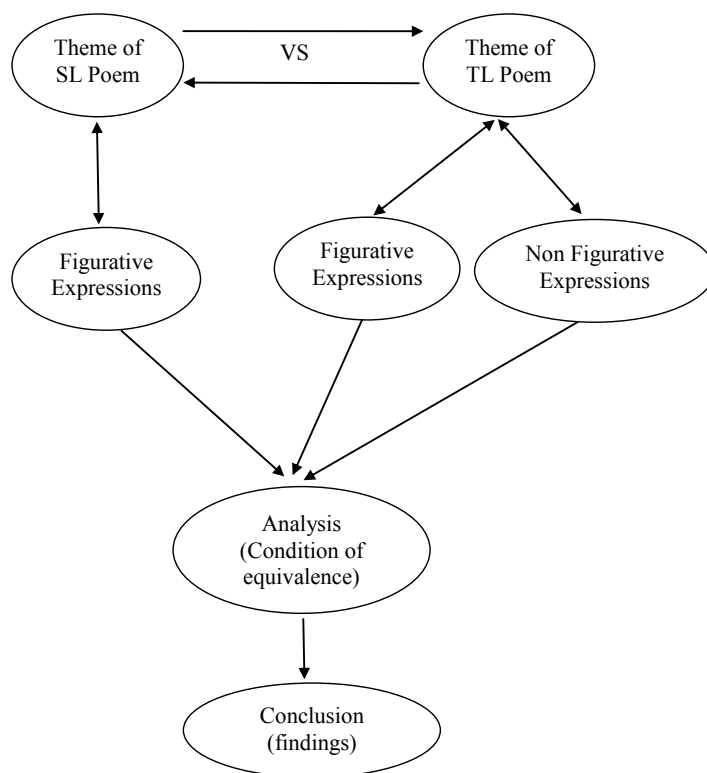 Theme of
SL Poem
VS
Theme of
TL Poem
Figurative
Expressions
Figurative
Expressions
Non Figurative
Expressions
Analysis
(Condition of
equivalence)
Conclusion
(findings)